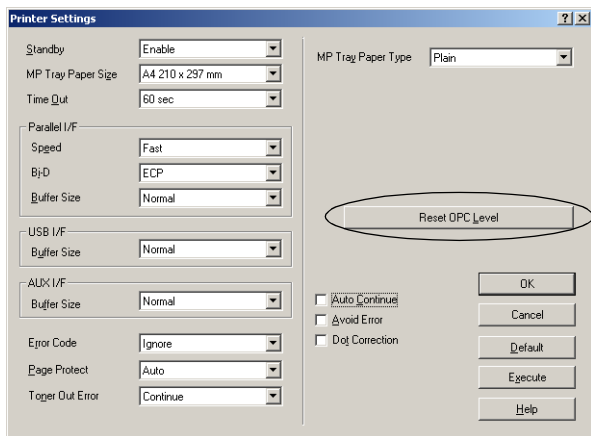 Printer Settings
Standby Enable
MP Tray Paper Size A4 210 x 297 mm
Time Out 60 sec
Parallel I/F
Speed Fast
Bi-D ECP
Buffer Size Normal
USB I/F
Buffer Size Normal
AUX I/F
Buffer Size Normal
Error Code Ignore
Page Protect Auto
Toner Out Error Continue
MP Tray Paper Type Plain
Reset OPC Level
Auto Continue
Avoid Error
Dot Correction
OK
Cancel
Default
Execute
Help